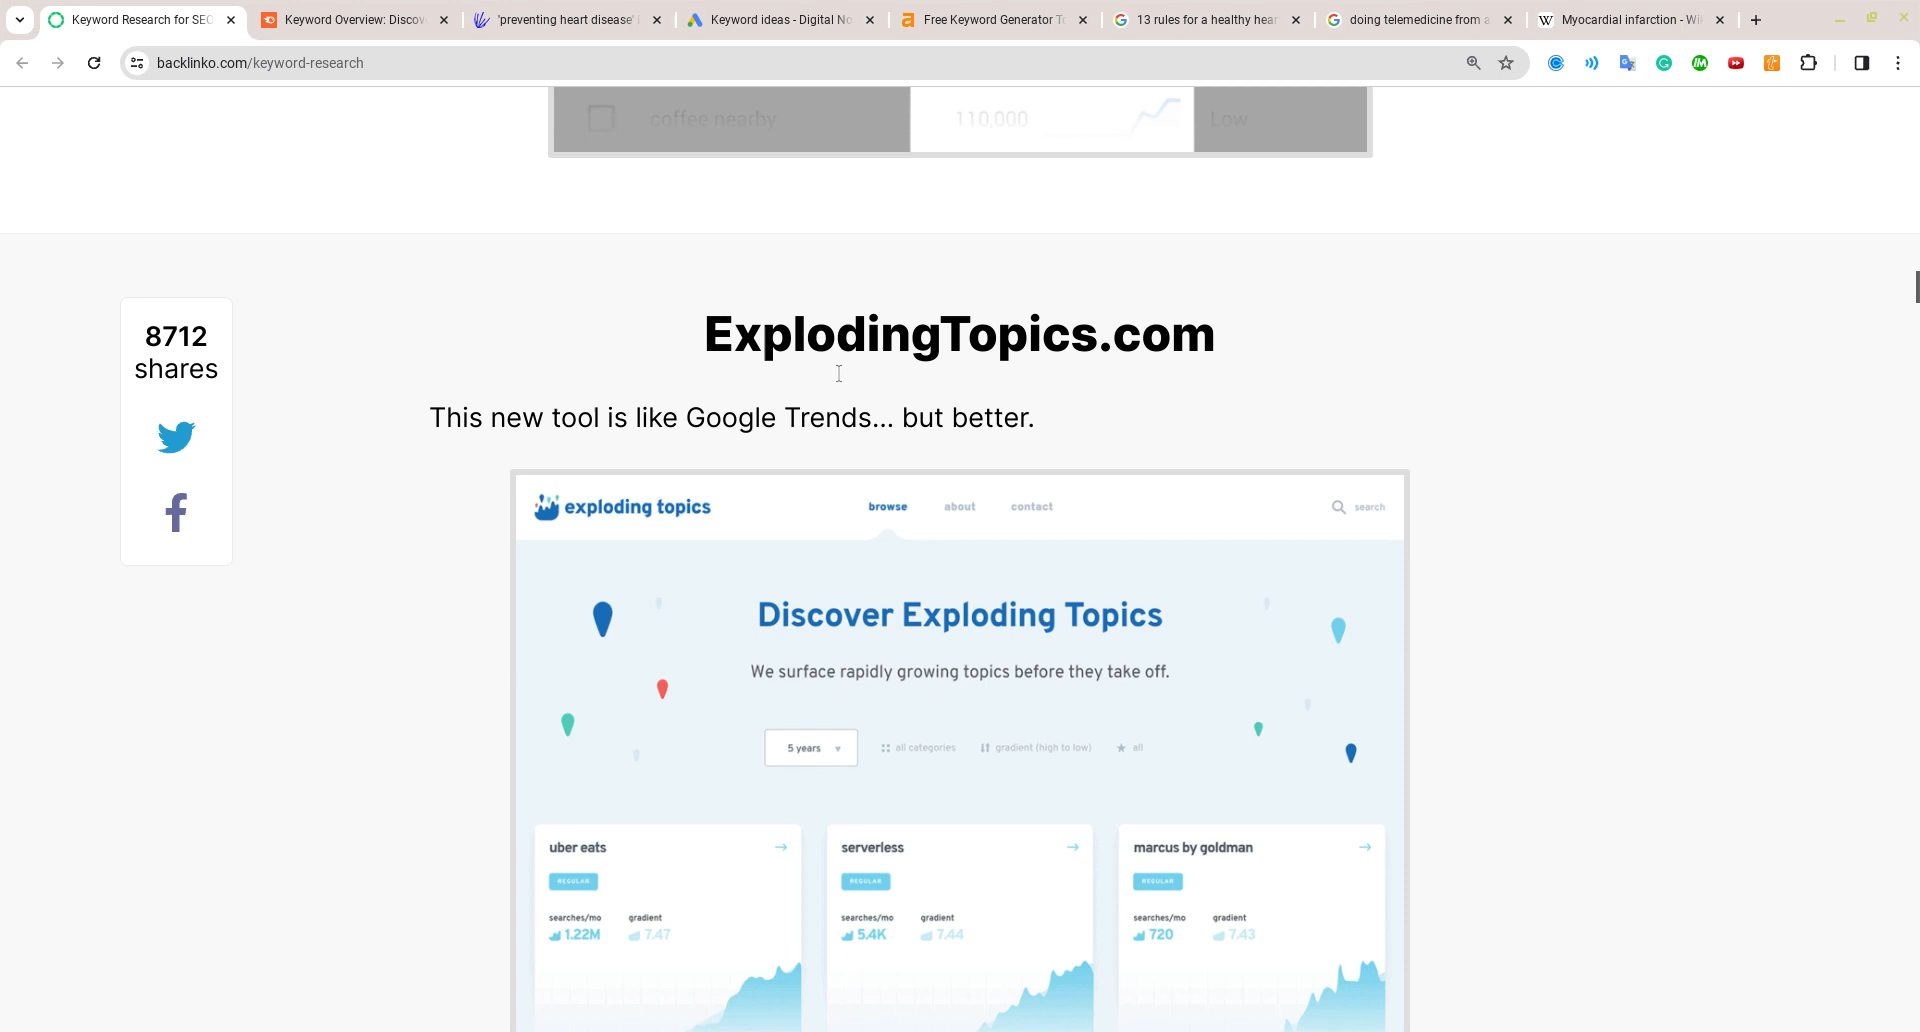 Keyword Research for SEO
Keyword Overview: Discov
'preventing heart disease'
Keyword ideas - Digital No
Free Keyword Generator To
13 rules for a healthy hear
doing telemedicine from a
Myocardial infarction - Wi
backlinko.com/keyword-research
coffee nearby
110,000
Low
8712
shares
ExplodingTopics.com
This new tool is like Google Trends... but better.
exploding topics
browse
about
contact
search
Discover Exploding Topics
We surface rapidly growing topics before they take off.
5 years
all categories
gradient (high to low)
all
uber eats
serverless
marcus by goldman
REGULAR
REGULAR
REGULAR
searches/mo
gradient
searches/mo
gradient
searches/mo
gradient
1.22M
7.47
5.4K
7.44
720
7.43